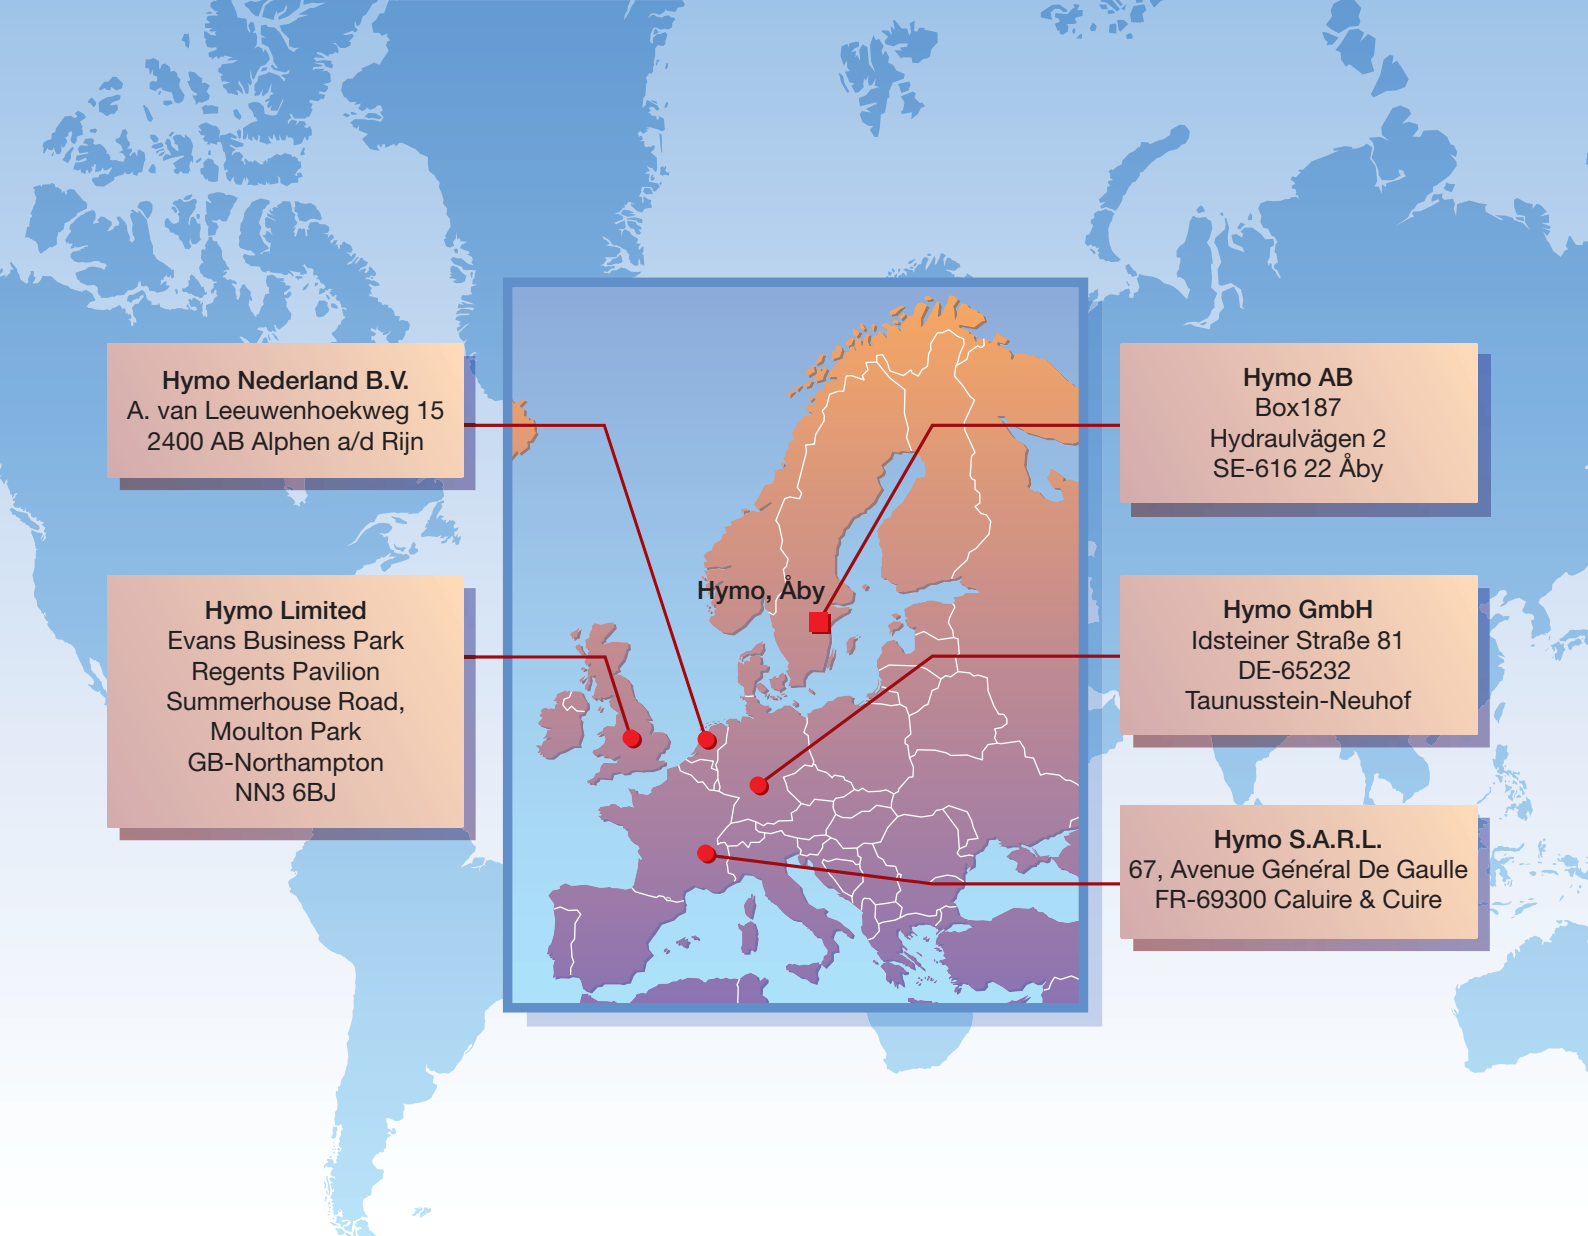 Hymo Nederland B.V.
A. van Leeuwenhoekweg 15
2400 AB Alphen a/d Rijn
Hymo Limited
Evans Business Park
Regents Pavilion
Summerhouse Road,
Moulton Park
GB-Northampton
NN3 6BJ
Hymo, Åby
Hymo AB
Box187
Hydraulvägen 2
SE-616 22 Åby
Hymo GmbH
Idsteiner Straße 81
DE-65232
Taunusstein-Neuhof
Hymo S.A.R.L.
67, Avenue Général De Gaulle
FR-69300 Caluire & Cuire